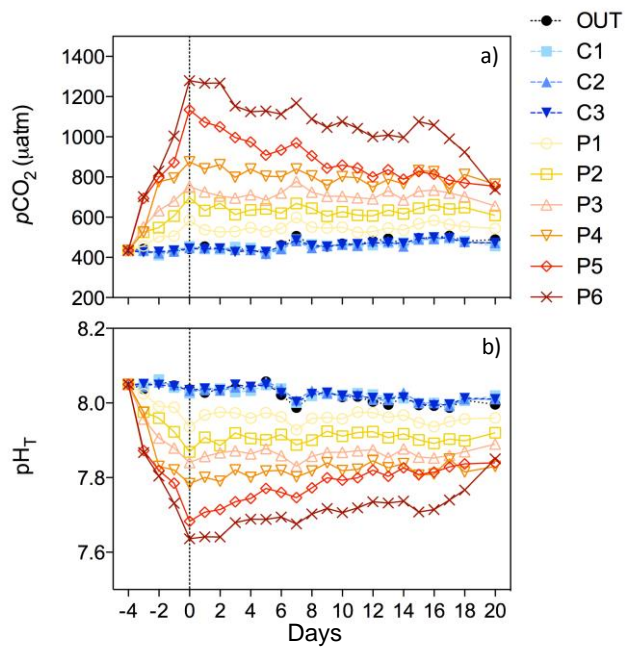 a)
1400
1200
1000
800
600
400
200
pCO₂ (µatm)
OUT
C1
C2
C3
P1
P2
P3
P4
P5
P6
b)
8.2
8.0
7.8
7.6
pH_T
-4 -2 0 2 4 6 8 10 12 14 16 18 20
Days